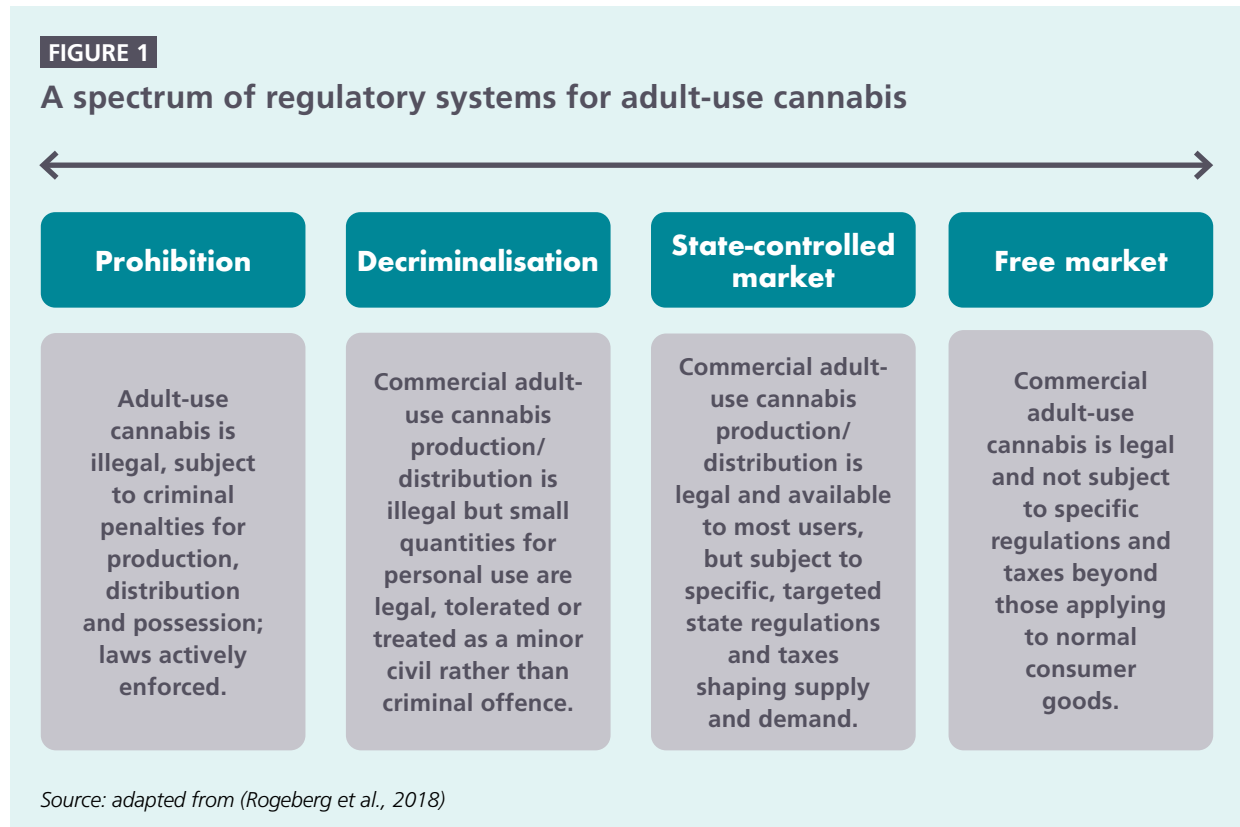 FIGURE 1
A spectrum of regulatory systems for adult-use cannabis
Prohibition
Adult-use
cannabis is
illegal, subject
to criminal
penalties for
production,
distribution
and possession;
laws actively
enforced.
Decriminalisation
Commercial adult-
use cannabis
production/
distribution is
illegal but small
quantities for
personal use are
legal, tolerated or
treated as a minor
civil rather than
criminal offence.
State-controlled
market
Commercial adult-
use cannabis
production/
distribution is
legal and available
to most users,
but subject to
specific, targeted
state regulations
and taxes
shaping supply
and demand.
Free market
Commercial
adult-use
cannabis is legal
and not subject
to specific
regulations and
taxes beyond
those applying
to normal
consumer
goods.
Source: adapted from (Rogeberg et al., 2018)